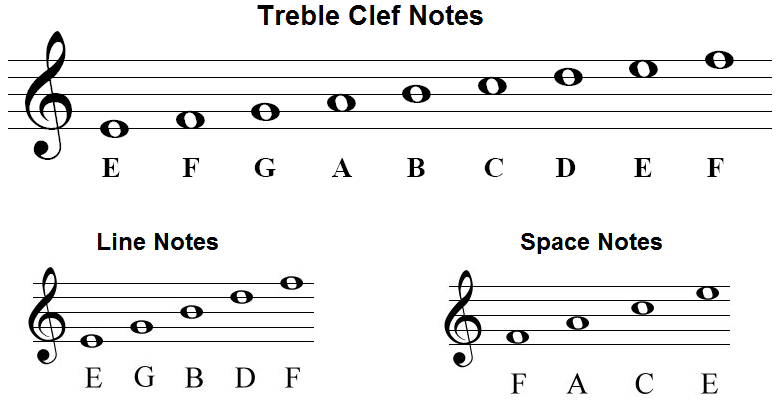 Treble Clef Notes
E F G A B C D E F
Line Notes
E G B D F
Space Notes
F A C E